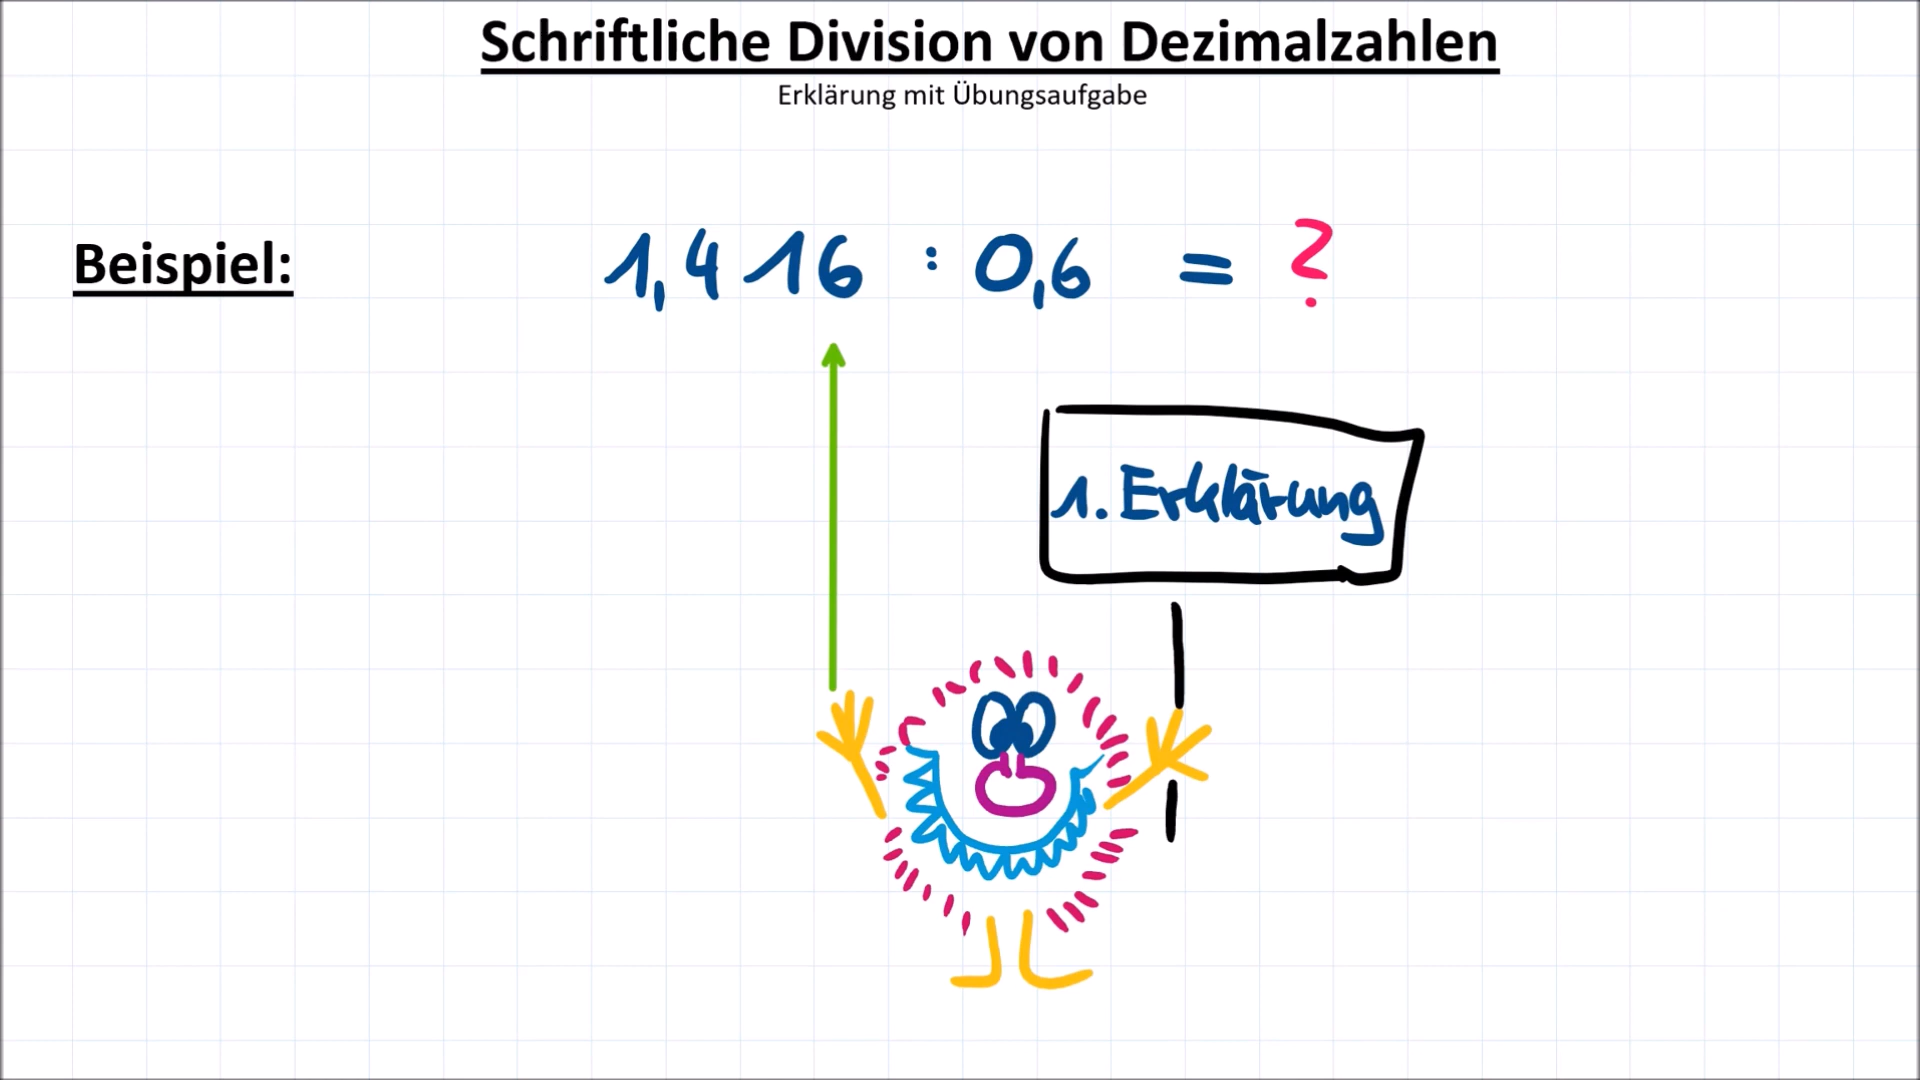 Schriftliche Division von Dezimalzahlen
Erklärung mit Übungsaufgabe
Beispiel: 1,416 : 0,6 = ?
1. Erklärung